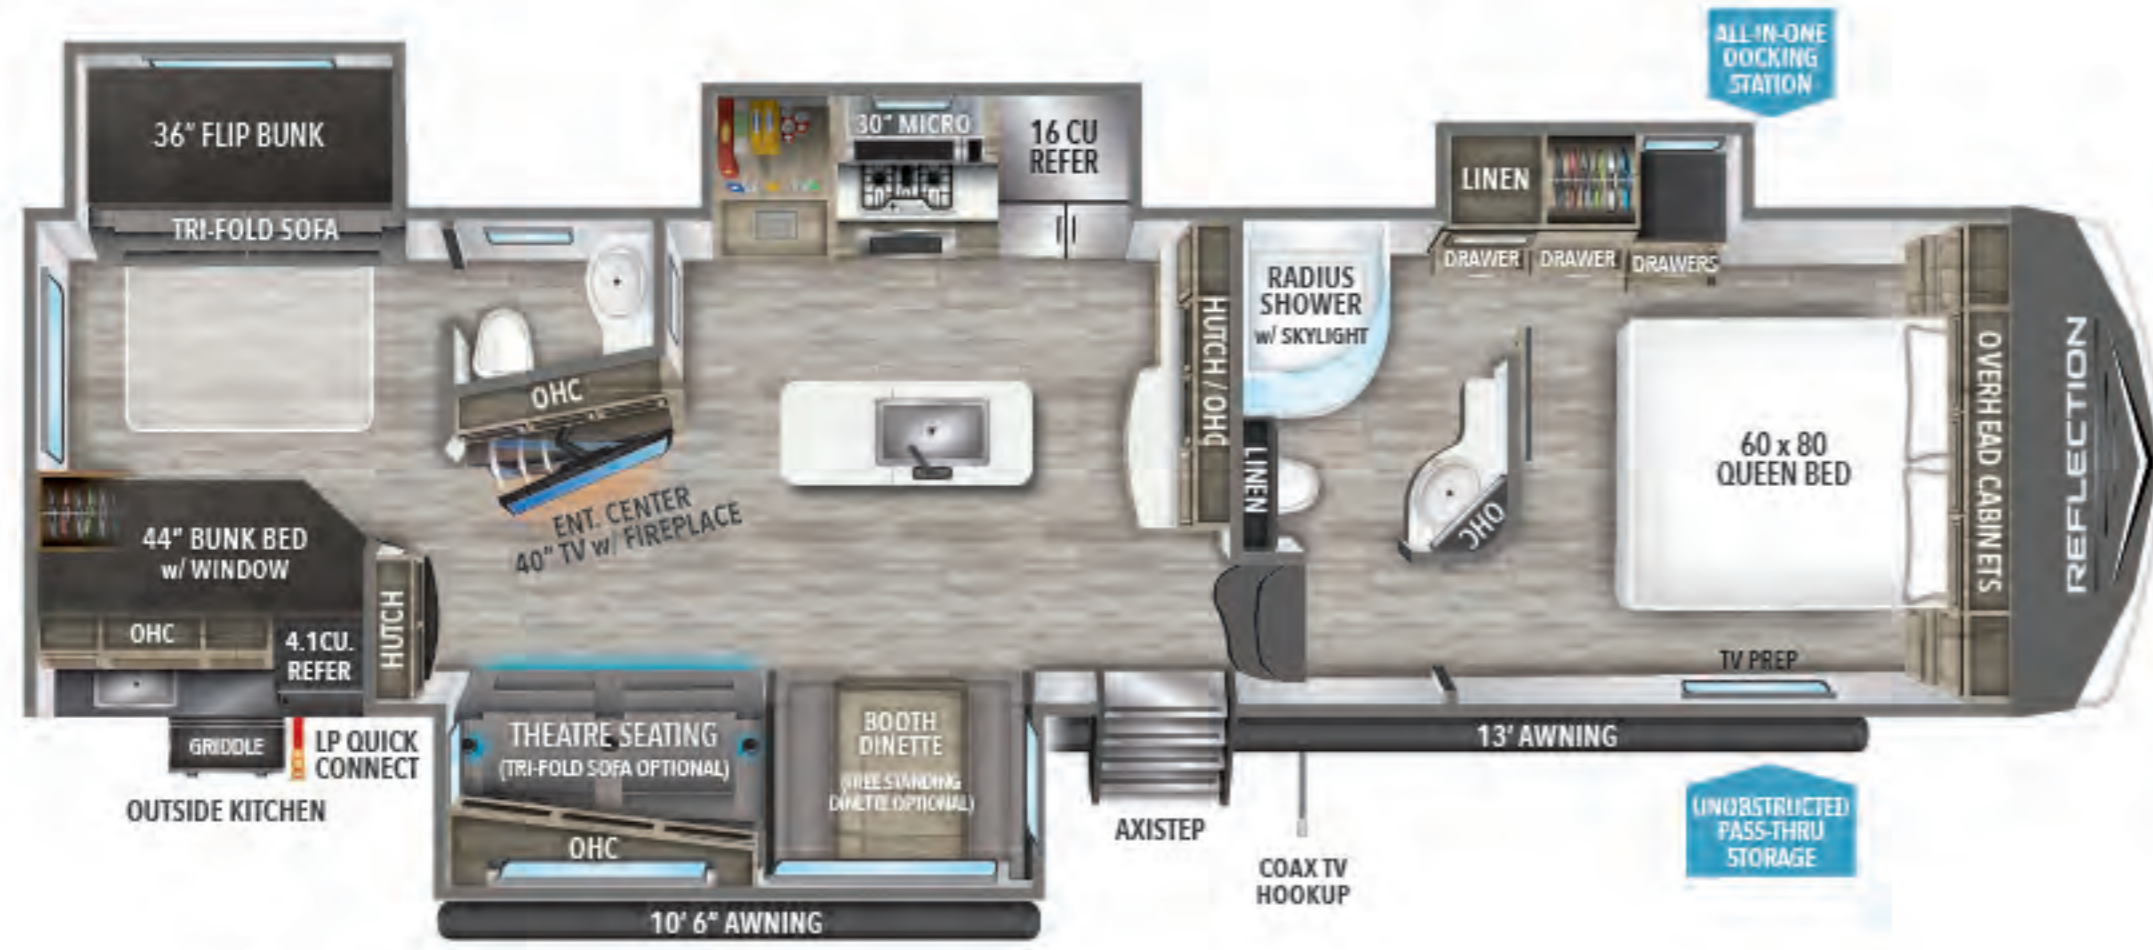 ALL-IN-ONE
DOCKING
STATION
36" FLIP BUNK
TRI-FOLD SOFA
30" MICRO
16 CU
REFER
LINEN
DRAWER
DRAWER
DRAWERS
RADIUS
SHOWER
w/ SKYLIGHT
HUTCH / OHC
OHC
ENT. CENTER
40" TV w/ FIREPLACE
LINEN
OHC
60 x 80
QUEEN BED
OVERHEAD CABINETS
REFLECTION
44" BUNK BED
w/ WINDOW
OHC
4.1CU.
REFER
HUTCH
TV PREP
GRIDDLE
LP QUICK
CONNECT
OUTSIDE KITCHEN
THEATRE SEATING
(TRI-FOLD SOFA OPTIONAL)
OHC
BOOTH
DINETTE
(FREE STANDING
DINETTE OPTIONAL)
AXISTEP
13' AWNING
COAX TV
HOOKUP
UNOBSTRUCTED
PASS-THRU
STORAGE
10' 6" AWNING